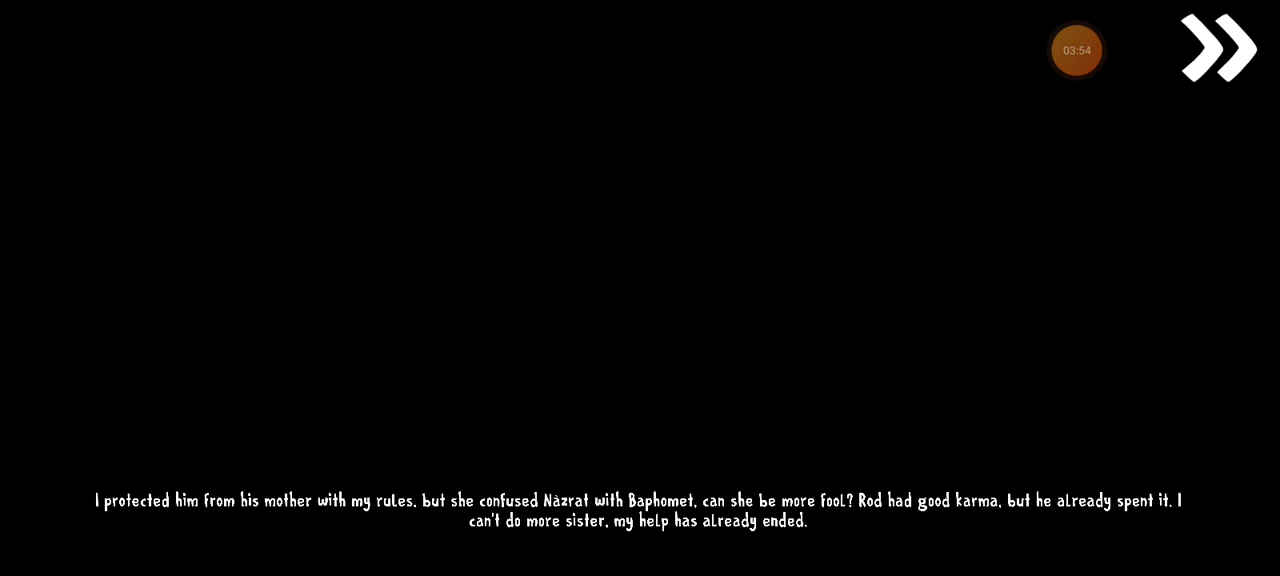 03:54
I protected him from his mother with my rules, but she confused Nàzrat with Baphomet, can she be more fool? Rod had good karma, but he already spent it. I
can't do more sister, my help has already ended.